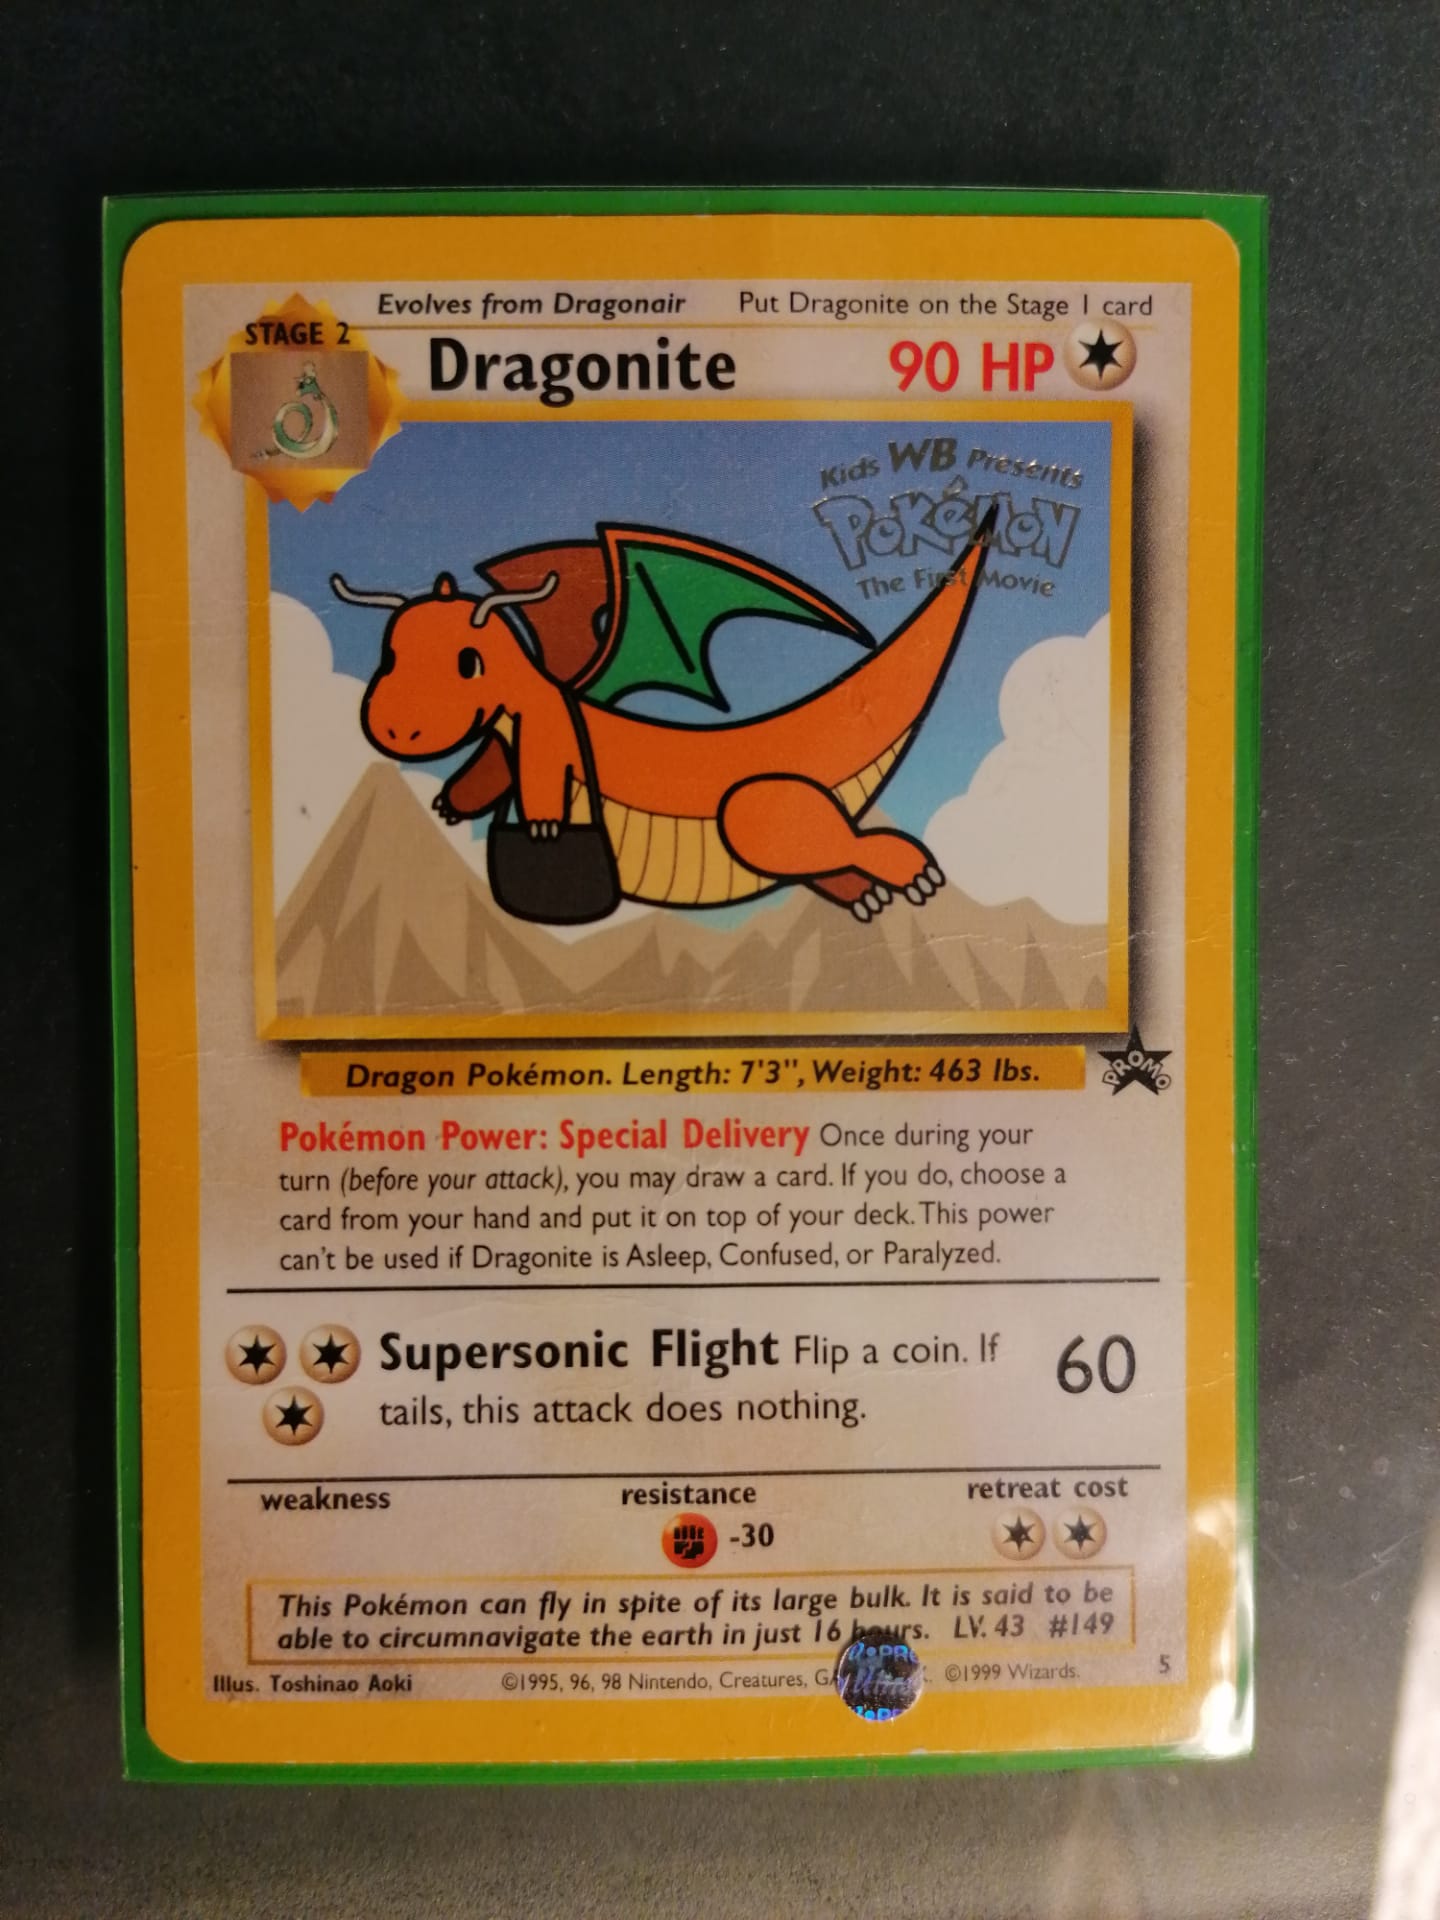 Evolves from Dragonair Put Dragonite on the Stage 1 card
STAGE 2
Dragonite 90 HP
Kids WB Presents
POKéMON
The First Movie
Dragon Pokémon. Length: 7'3", Weight: 463 lbs.
PROMO
Pokémon Power: Special Delivery Once during your
turn (before your attack), you may draw a card. If you do, choose a
card from your hand and put it on top of your deck. This power
can't be used if Dragonite is Asleep, Confused, or Paralyzed.
Supersonic Flight Flip a coin. If
tails, this attack does nothing.
60
weakness resistance retreat cost
-30
This Pokémon can fly in spite of its large bulk. It is said to be
able to circumnavigate the earth in just 16 hours. LV. 43 #149
Illus. Toshinao Aoki ©1995, 96, 98 Nintendo, Creatures, ©1999 Wizards. 5